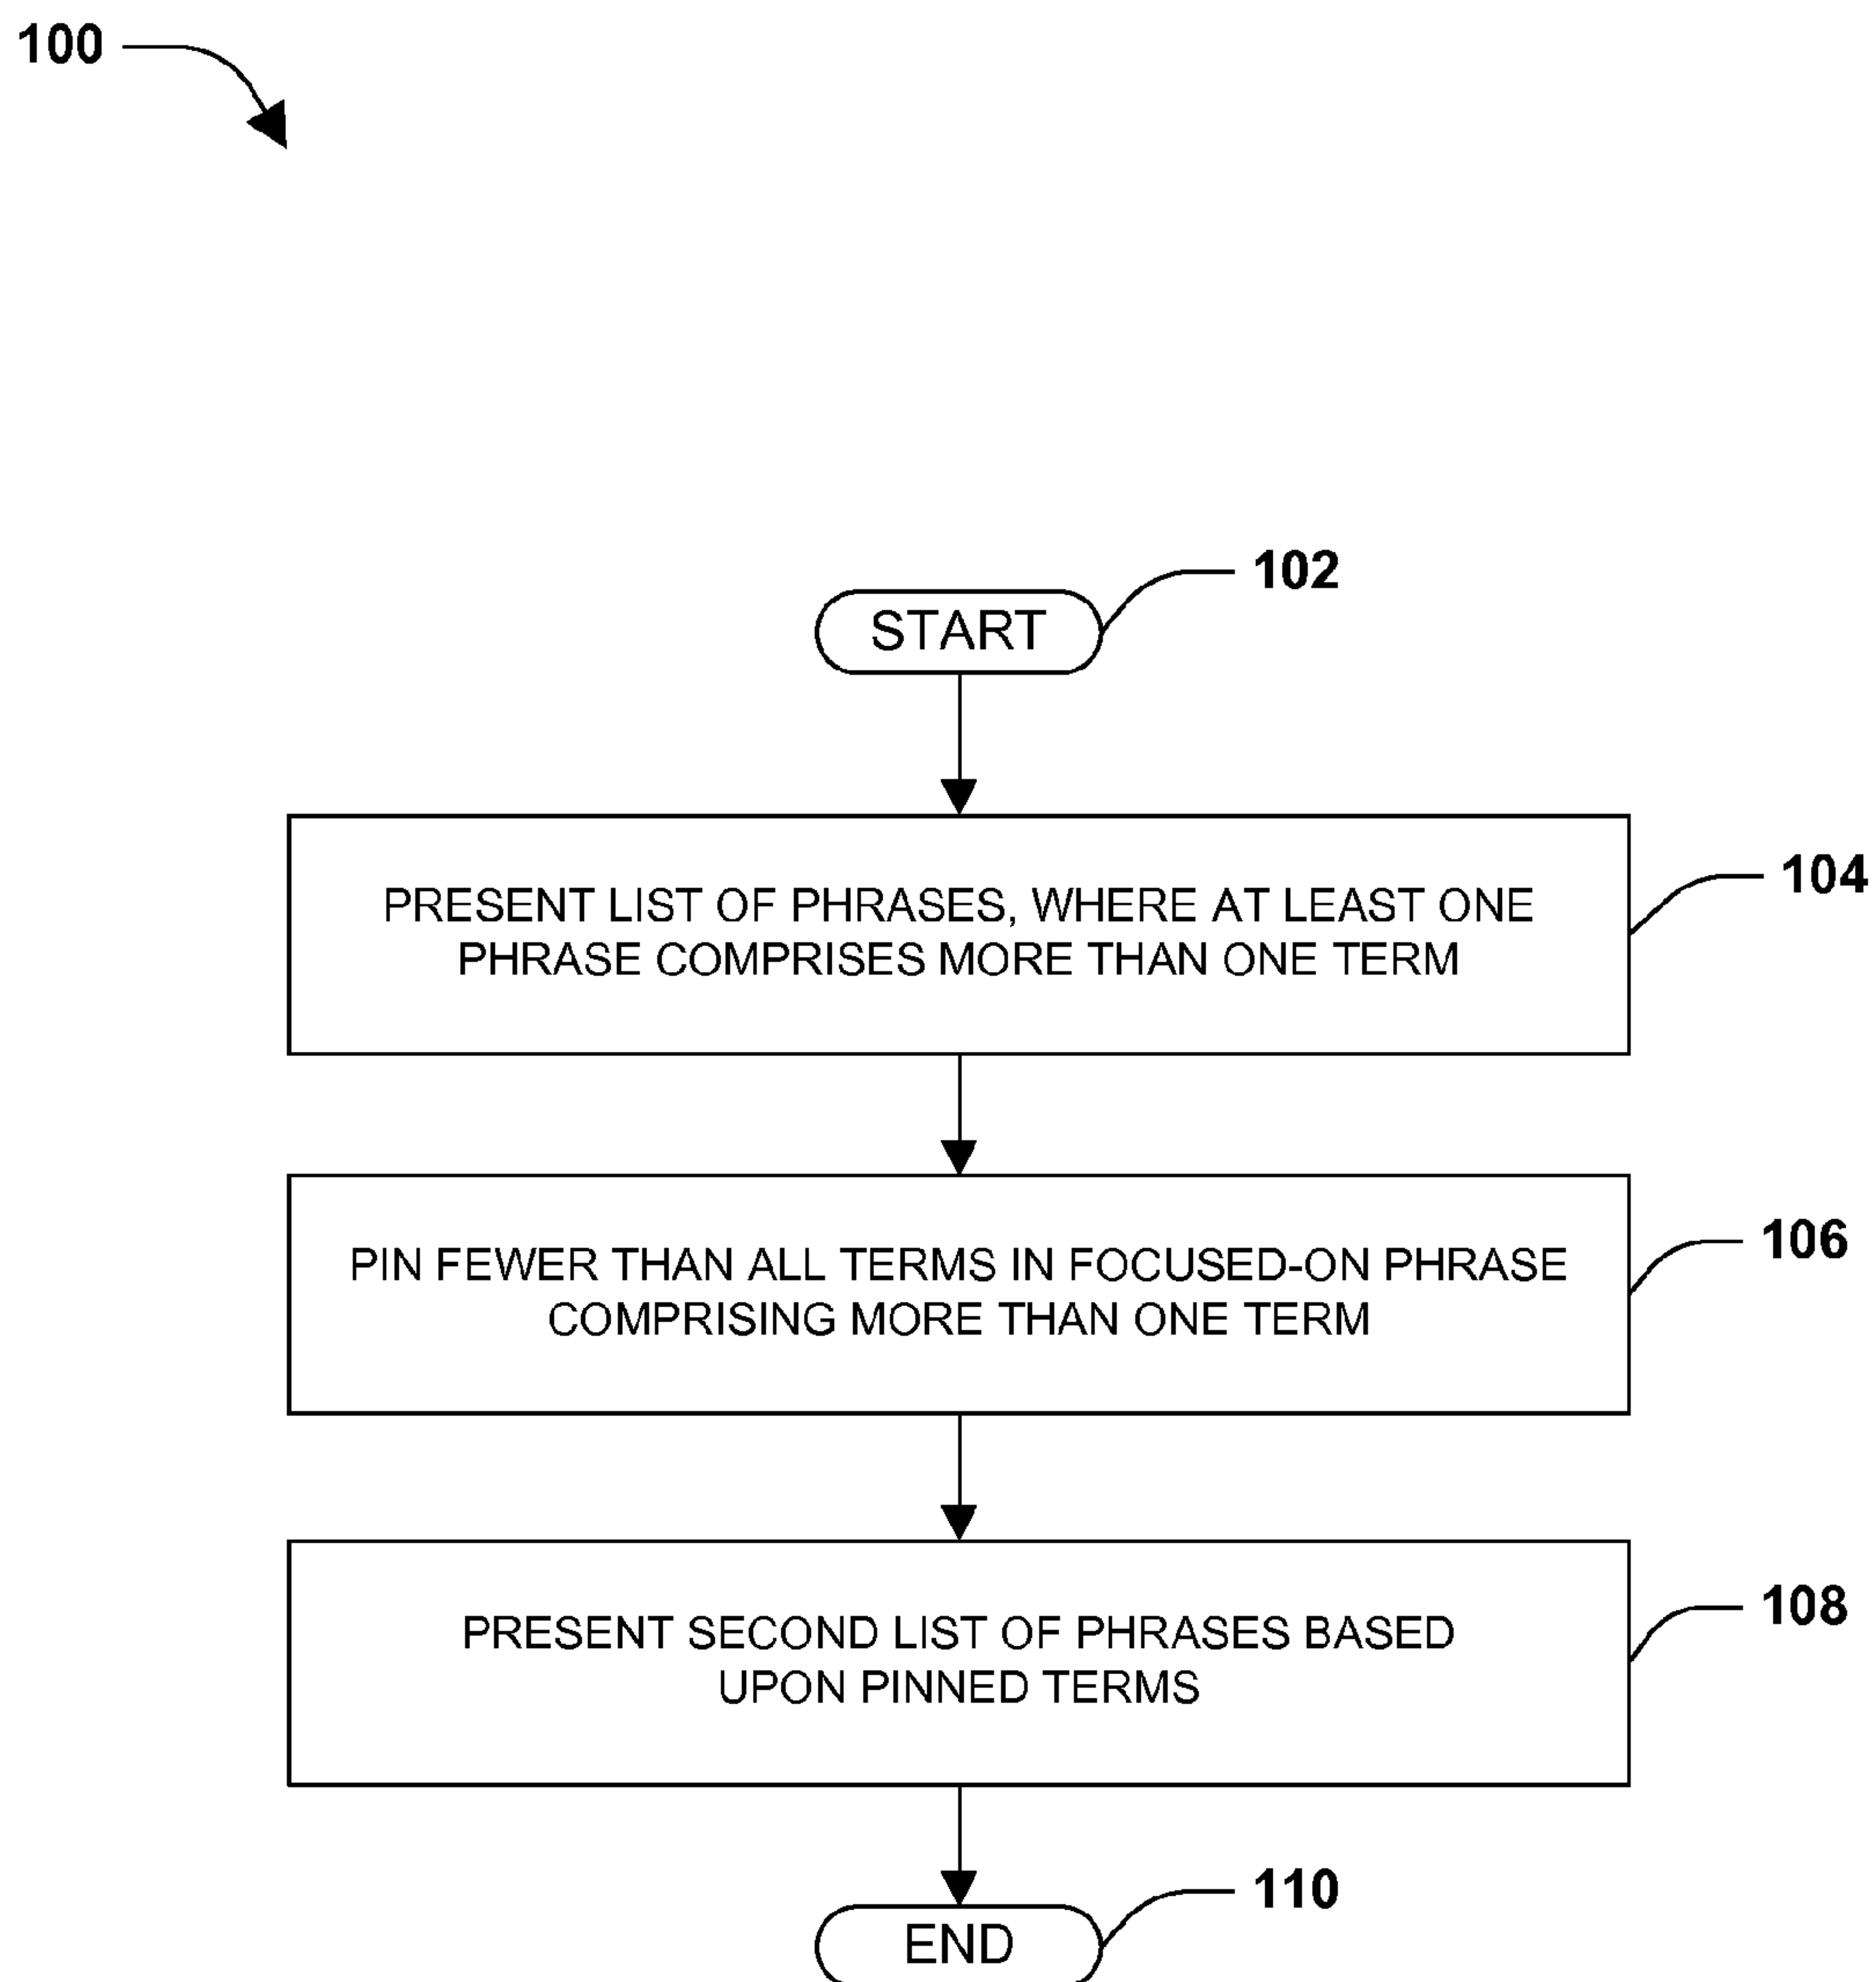 100
102
START
104
PRESENT LIST OF PHRASES, WHERE AT LEAST ONE
PHRASE COMPRISES MORE THAN ONE TERM
106
PIN FEWER THAN ALL TERMS IN FOCUSED-ON PHRASE
COMPRISING MORE THAN ONE TERM
108
PRESENT SECOND LIST OF PHRASES BASED
UPON PINNED TERMS
110
END